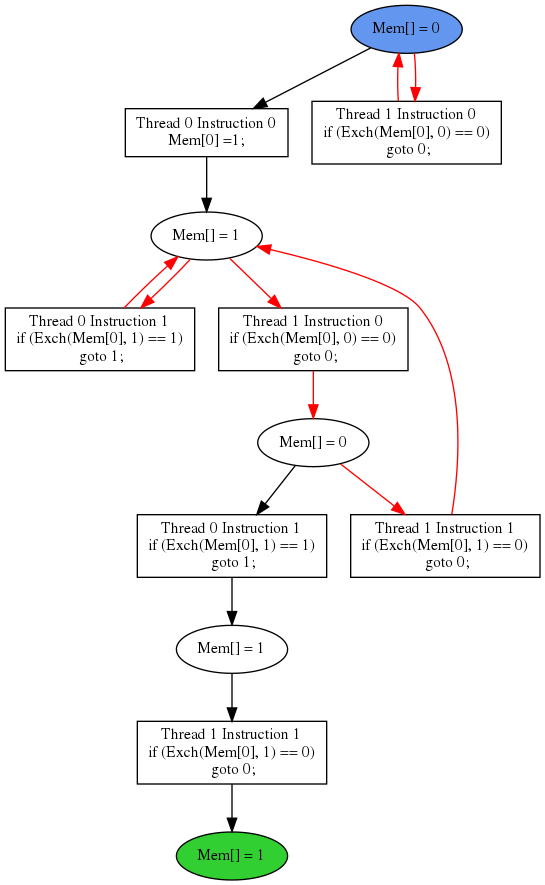 Mem[] = 0
Thread 1 Instruction 0
if (Exch(Mem[0], 0) == 0)
goto 0;
Thread 0 Instruction 0
Mem[0] =1;
Mem[] = 1
Thread 0 Instruction 1
if (Exch(Mem[0], 1) == 1)
goto 1;
Thread 1 Instruction 0
if (Exch(Mem[0], 0) == 0)
goto 0;
Mem[] = 0
Thread 0 Instruction 1
if (Exch(Mem[0], 1) == 1)
goto 1;
Thread 1 Instruction 1
if (Exch(Mem[0], 1) == 0)
goto 0;
Mem[] = 1
Thread 1 Instruction 1
if (Exch(Mem[0], 1) == 0)
goto 0;
Mem[] = 1